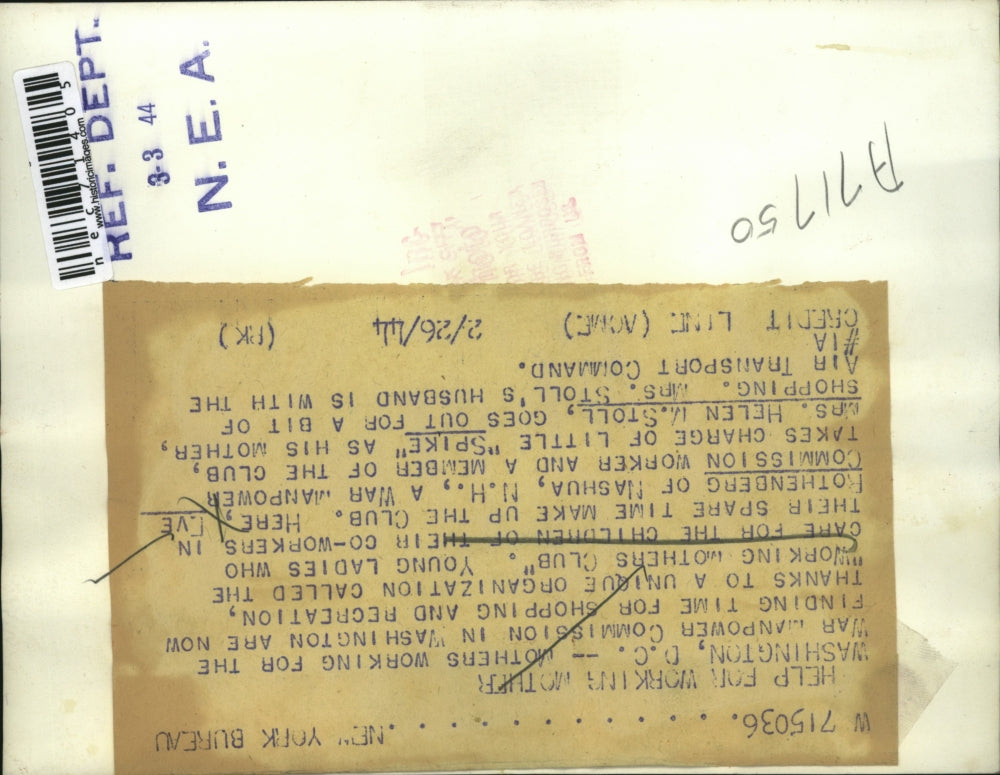 W 715036. . . . . . . . . . . . . . . NEW YORK BUREAU
HELP FOR WORKING MOTHER
WASHINGTON, D.C. -- MOTHERS WORKING FOR THE
WAR MANPOWER COMMISSION IN WASHINGTON ARE NOW
FINDING TIME FOR SHOPPING AND RECREATION,
THANKS TO A UNIQUE ORGANIZATION CALLED THE
"WORKING MOTHERS CLUB". YOUNG LADIES WHO
CARE FOR THE CHILDREN OF THEIR CO-WORKERS IN
THEIR SPARE TIME MAKE UP THE CLUB. HERE, EVE
ROTHENBERG OF NASHUA, N.H., A WAR MANPOWER
COMMISSION WORKER AND A MEMBER OF THE CLUB,
TAKES CHARGE OF LITTLE "SPIKE" AS HIS MOTHER,
MRS. HELEN M.STOLL, GOES OUT FOR A BIT OF
SHOPPING. MRS. STOLL'S HUSBAND IS WITH THE
AIR TRANSPORT COMMAND.
#1A
CREDIT LINE (ACME) 2/26/44 (RK)
A71750
REF. DEPT.
3-3 44
N. E. A.
www.historicimages.com
nec71405